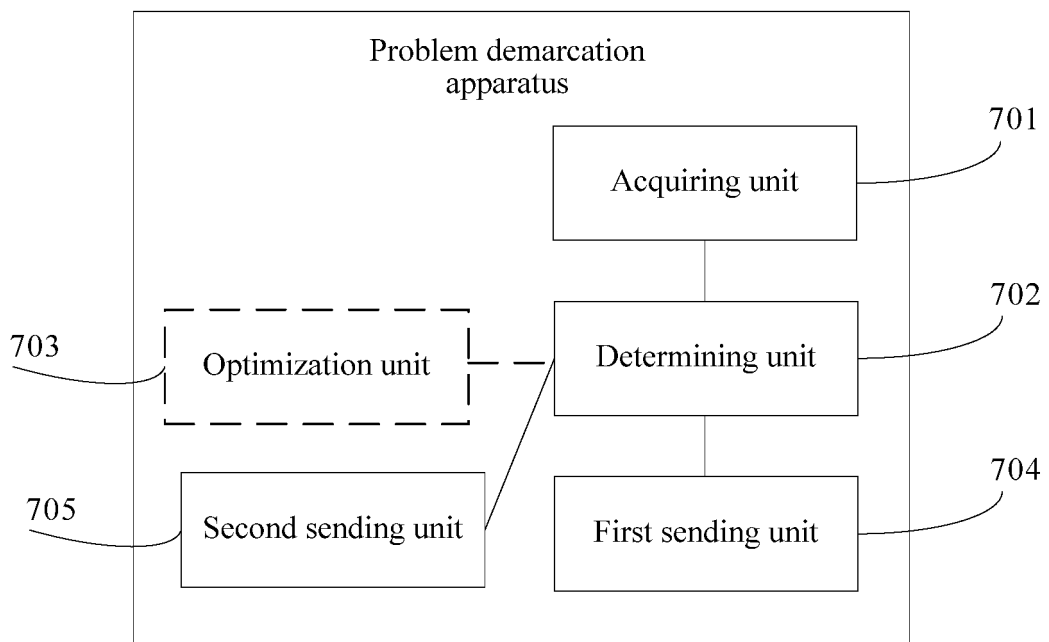 Problem demarcation
apparatus
701
Acquiring unit
702
703
Optimization unit
Determining unit
704
705
Second sending unit
First sending unit